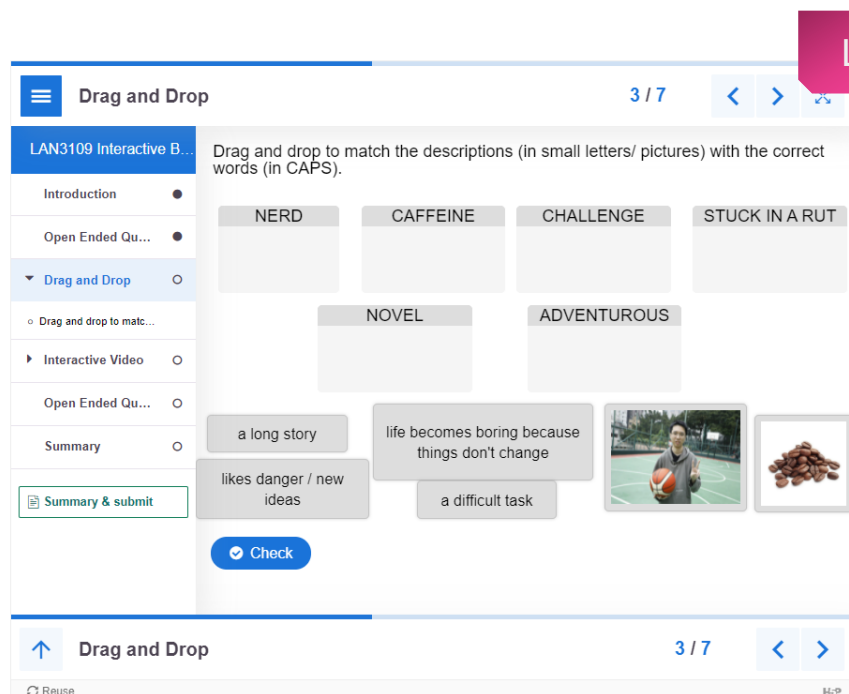 L
Drag and Drop
3 / 7
LAN3109 Interactive B...
Introduction
Open Ended Qu...
Drag and Drop
Drag and drop to matc...
Interactive Video
Open Ended Qu...
Summary
Summary & submit
Drag and drop to match the descriptions (in small letters/ pictures) with the correct
words (in CAPS).
NERD
CAFFEINE
CHALLENGE
STUCK IN A RUT
NOVEL
ADVENTUROUS
a long story
life becomes boring because
things don't change
likes danger / new
ideas
a difficult task
Check
Drag and Drop
3 / 7
Reuse